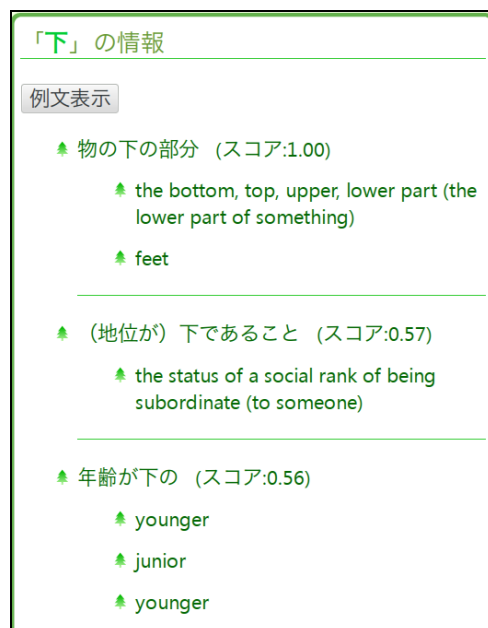 「下」の情報
例文表示
物の下の部分 (スコア:1.00)
the bottom, top, upper, lower part (the
lower part of something)
feet
（地位が）下であること (スコア:0.57)
the status of a social rank of being
subordinate (to someone)
年齢が下の (スコア:0.56)
younger
junior
younger